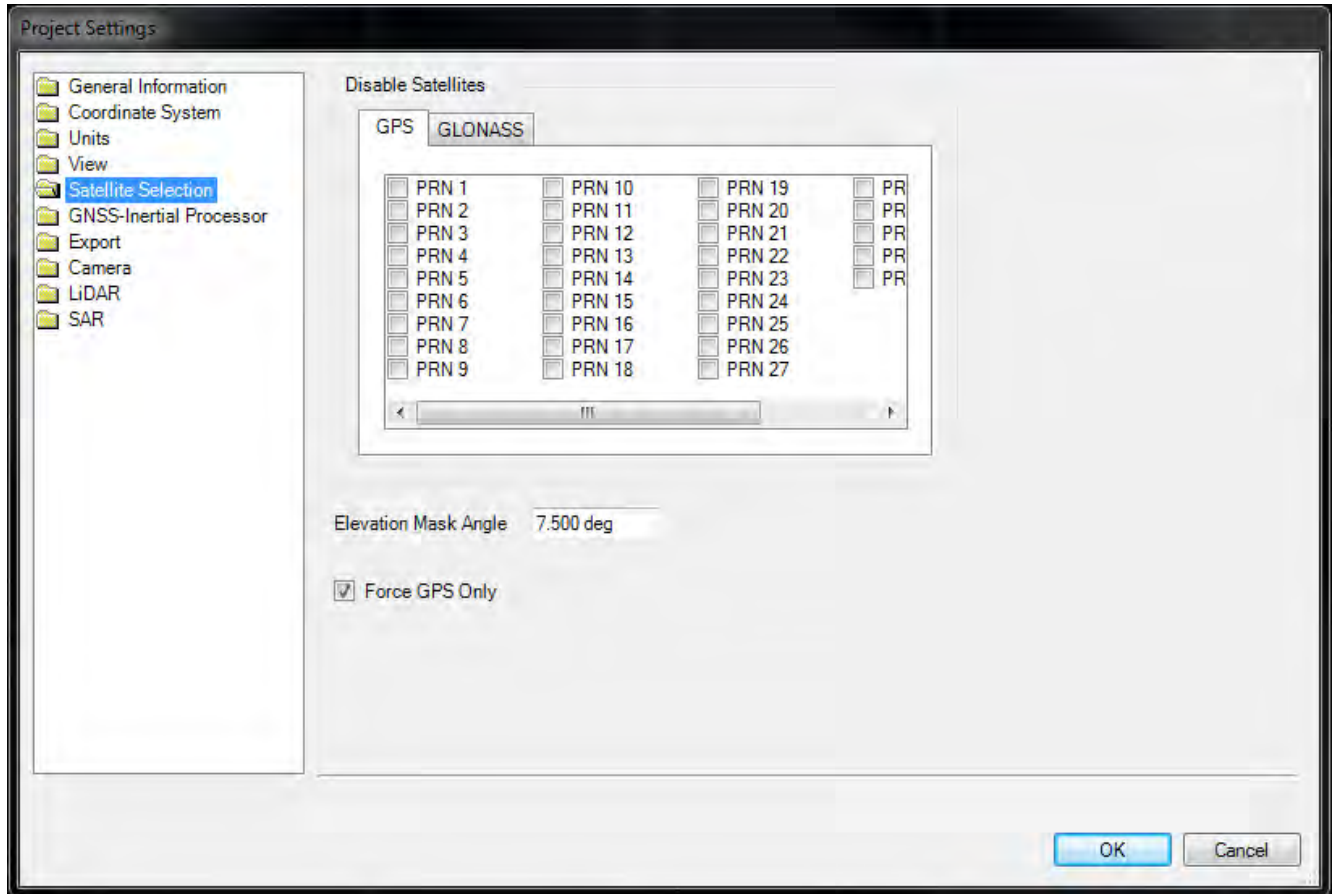 Project Settings
General Information
Coordinate System
Units
View
Satellite Selection
GNSS-Inertial Processor
Export
Camera
LiDAR
SAR
Disable Satellites
GPS GLONASS
PRN 1 PRN 10 PRN 19 PR
PRN 2 PRN 11 PRN 20 PR
PRN 3 PRN 12 PRN 21 PR
PRN 4 PRN 13 PRN 22 PR
PRN 5 PRN 14 PRN 23 PR
PRN 6 PRN 15 PRN 24
PRN 7 PRN 16 PRN 25
PRN 8 PRN 17 PRN 26
PRN 9 PRN 18 PRN 27
Elevation Mask Angle 7.500 deg
Force GPS Only
OK Cancel